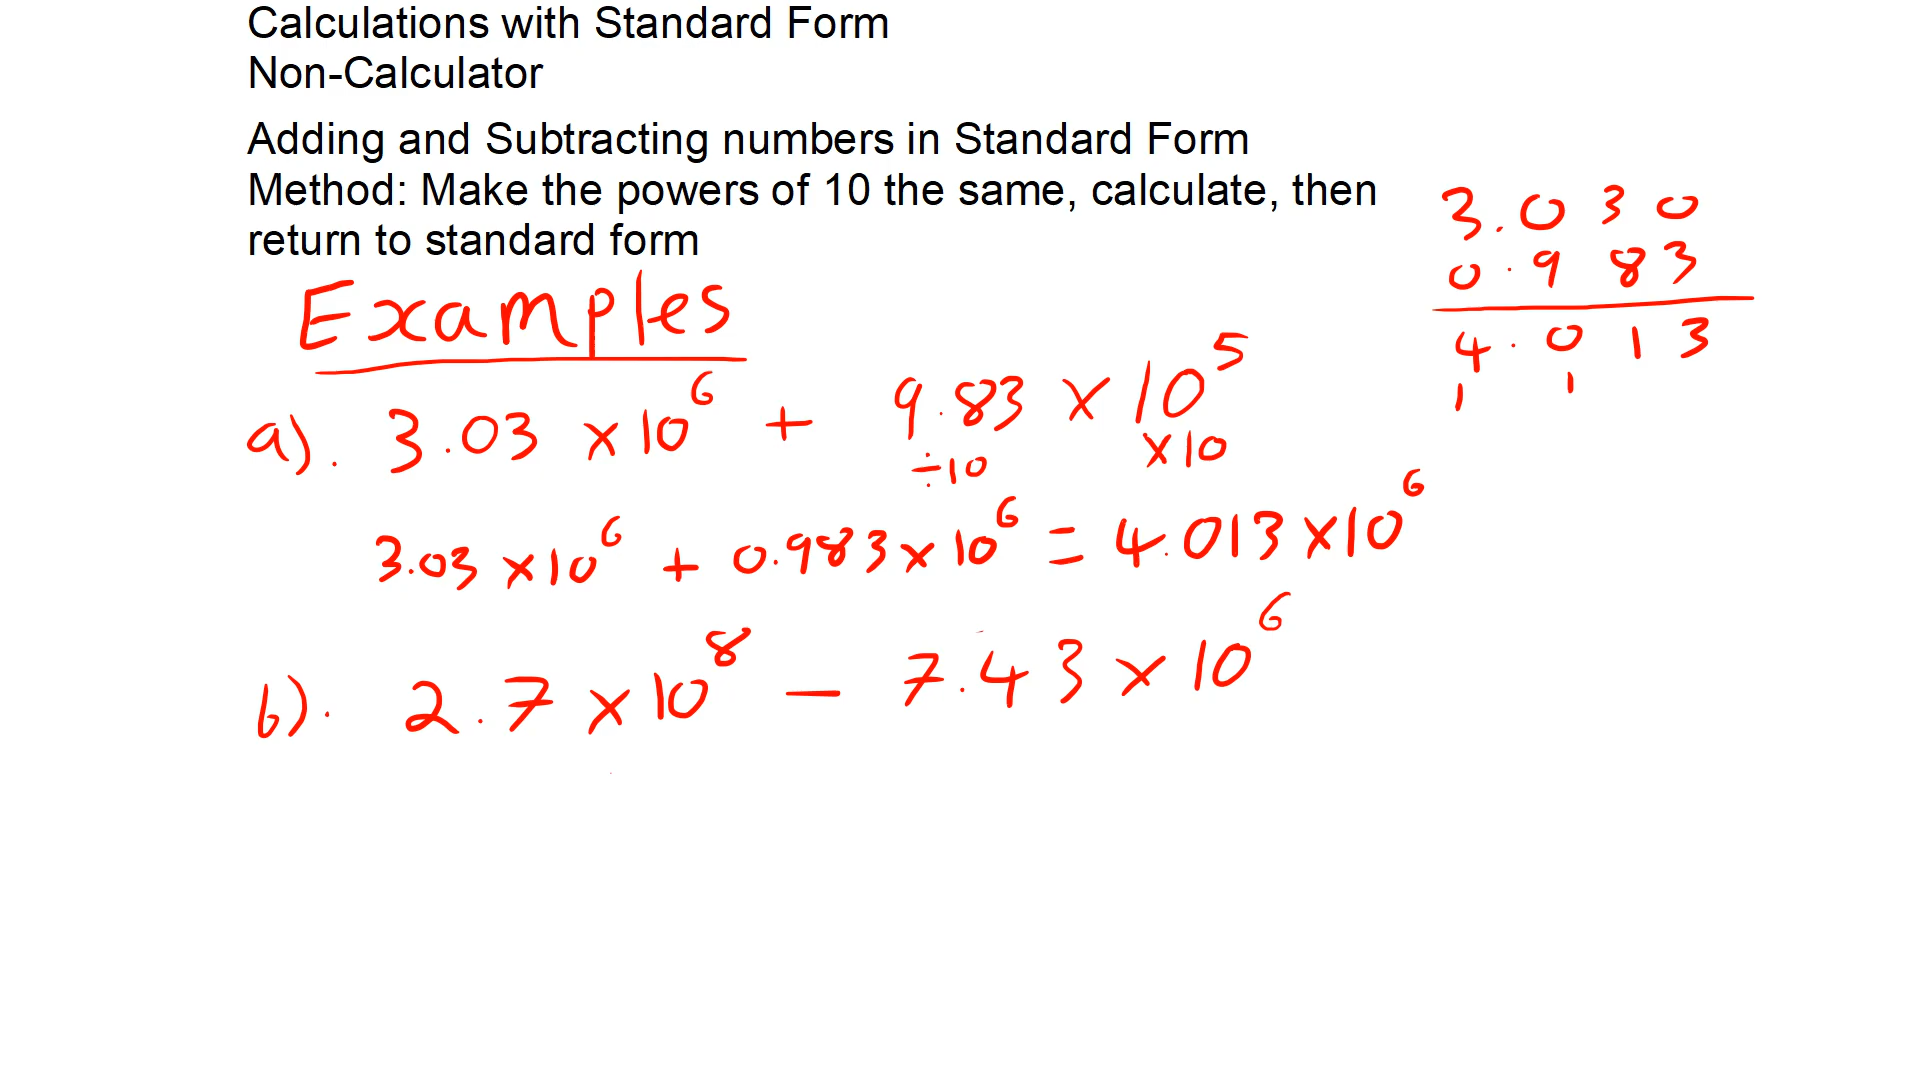 Calculations with Standard Form
Non-Calculator
Adding and Subtracting numbers in Standard Form
Method: Make the powers of 10 the same, calculate, then
return to standard form
Examples
a). 3.03 ×10⁶ + 9.83 × 10⁵
÷10 ×10
3.03 ×10⁶ + 0.983 × 10⁶ = 4.013 ×10⁶
b). 2.7 ×10⁸ − 7.43 × 10⁶
3.030
0.983
4.013
1 1